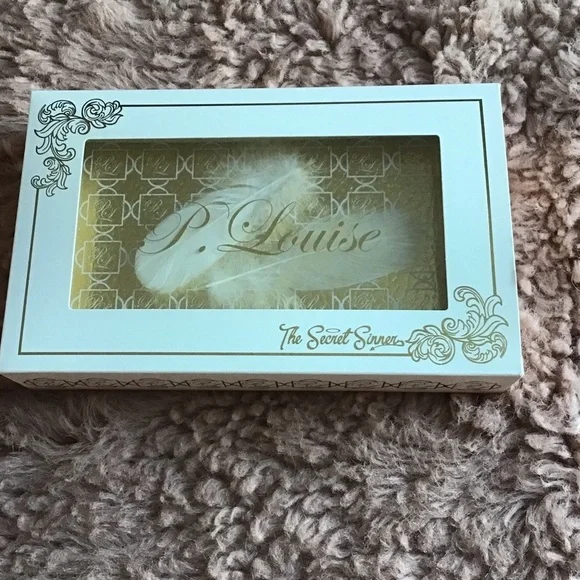 P. Louise
The Secret Sinner